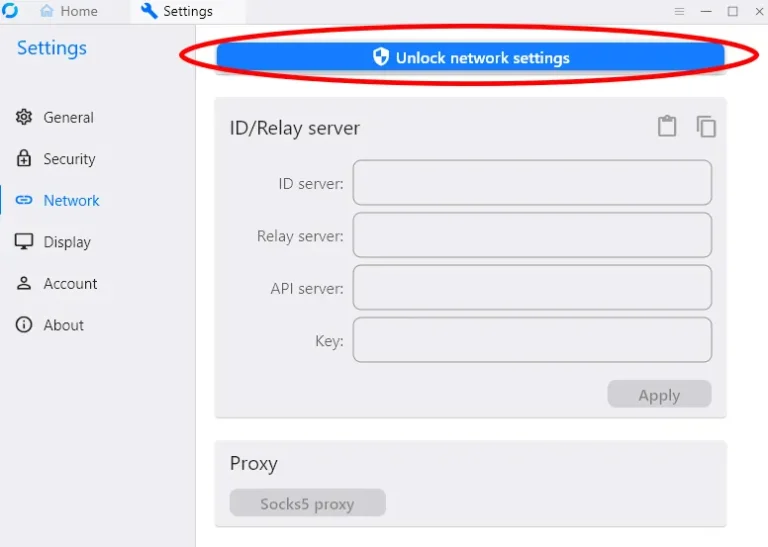 Home
Settings
Settings
General
Security
Network
Display
Account
About
Unlock network settings
ID/Relay server
ID server:
Relay server:
API server:
Key:
Apply
Proxy
Socks5 proxy